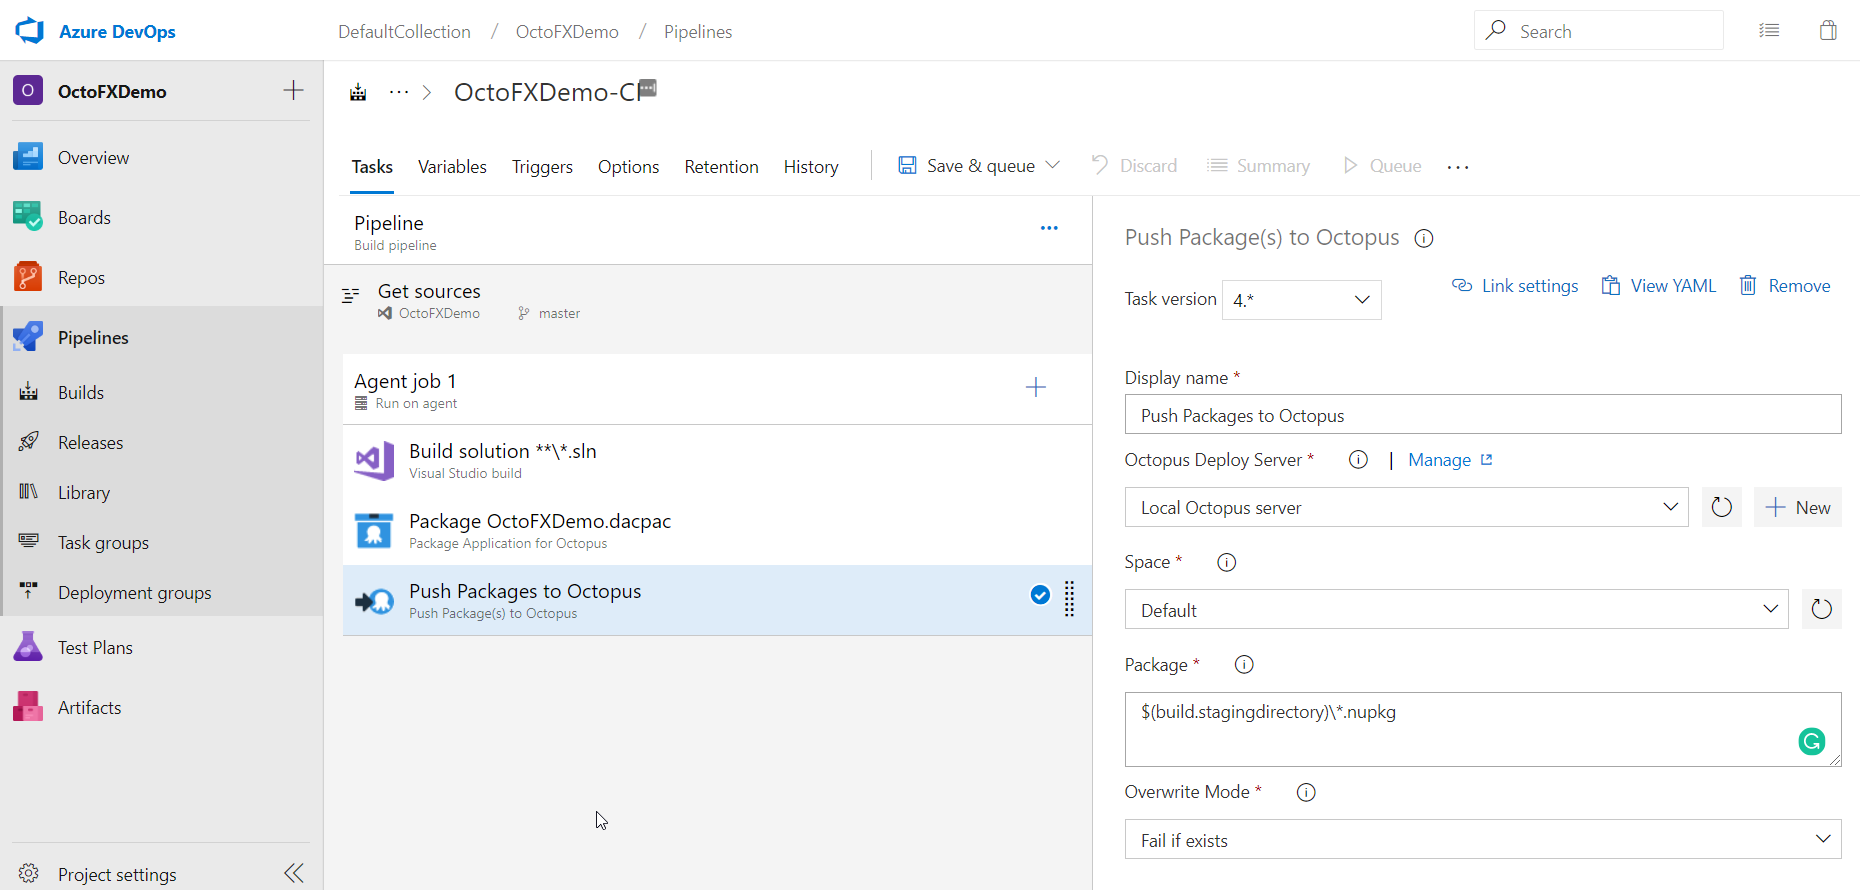 Azure DevOps
DefaultCollection / OctoFXDemo / Pipelines
Search
O OctoFXDemo
Overview
Boards
Repos
Pipelines
Builds
Releases
Library
Task groups
Deployment groups
Test Plans
Artifacts
Project settings
··· > OctoFXDemo-CI
Tasks Variables Triggers Options Retention History Save & queue Discard Summary Queue ···
Pipeline
Build pipeline
Get sources
OctoFXDemo master
Agent job 1
Run on agent
Build solution **\*.sln
Visual Studio build
Package OctoFXDemo.dacpac
Package Application for Octopus
Push Packages to Octopus
Push Package(s) to Octopus
Push Package(s) to Octopus
Task version 4.* Link settings View YAML Remove
Display name *
Push Packages to Octopus
Octopus Deploy Server * | Manage
Local Octopus server New
Space *
Default
Package *
$(build.stagingdirectory)\*.nupkg
Overwrite Mode *
Fail if exists